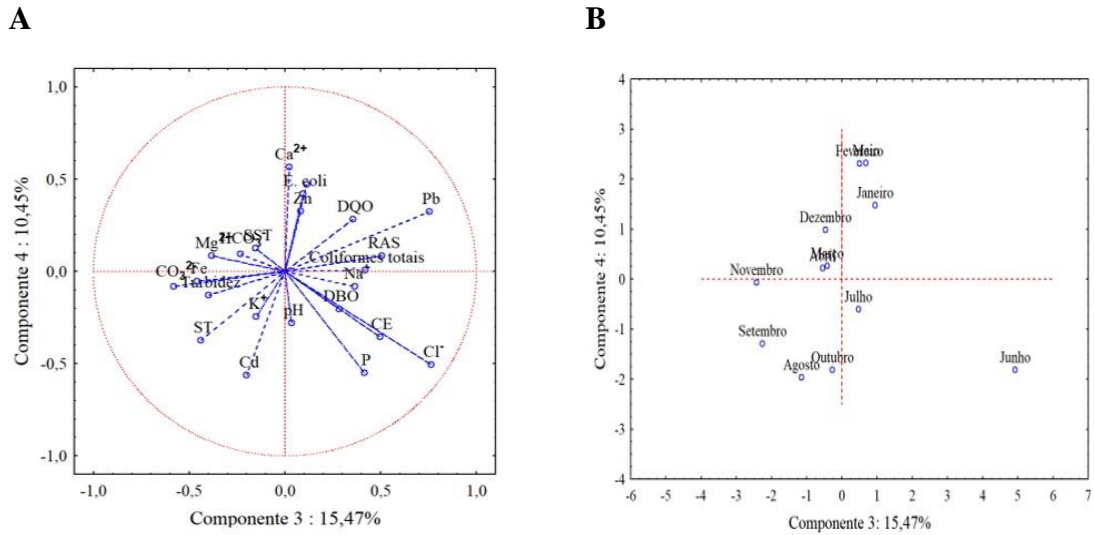 A
B
1,0
0,5
0,0
-0,5
-1,0
Componente 4 : 10,45%
Ca²⁺
E. coli
Zn
DQO
Pb
SST
HCO₃⁻
Mg²⁺
RAS
Coliformes totais
Na⁺
CO₃²⁻
Fe
Turbidez
DBO
K⁺
pH
CE
ST
Cl⁻
P
Cd
-1,0 -0,5 0,0 0,5 1,0
Componente 3 : 15,47%
4
3
2
1
0
-1
-2
-3
-4
Componente 4: 10,45%
Fevereiro
Maio
Janeiro
Dezembro
Março
Abril
Novembro
Julho
Setembro
Outubro
Agosto
Junho
-6 -5 -4 -3 -2 -1 0 1 2 3 4 5 6 7
Componente 3: 15,47%